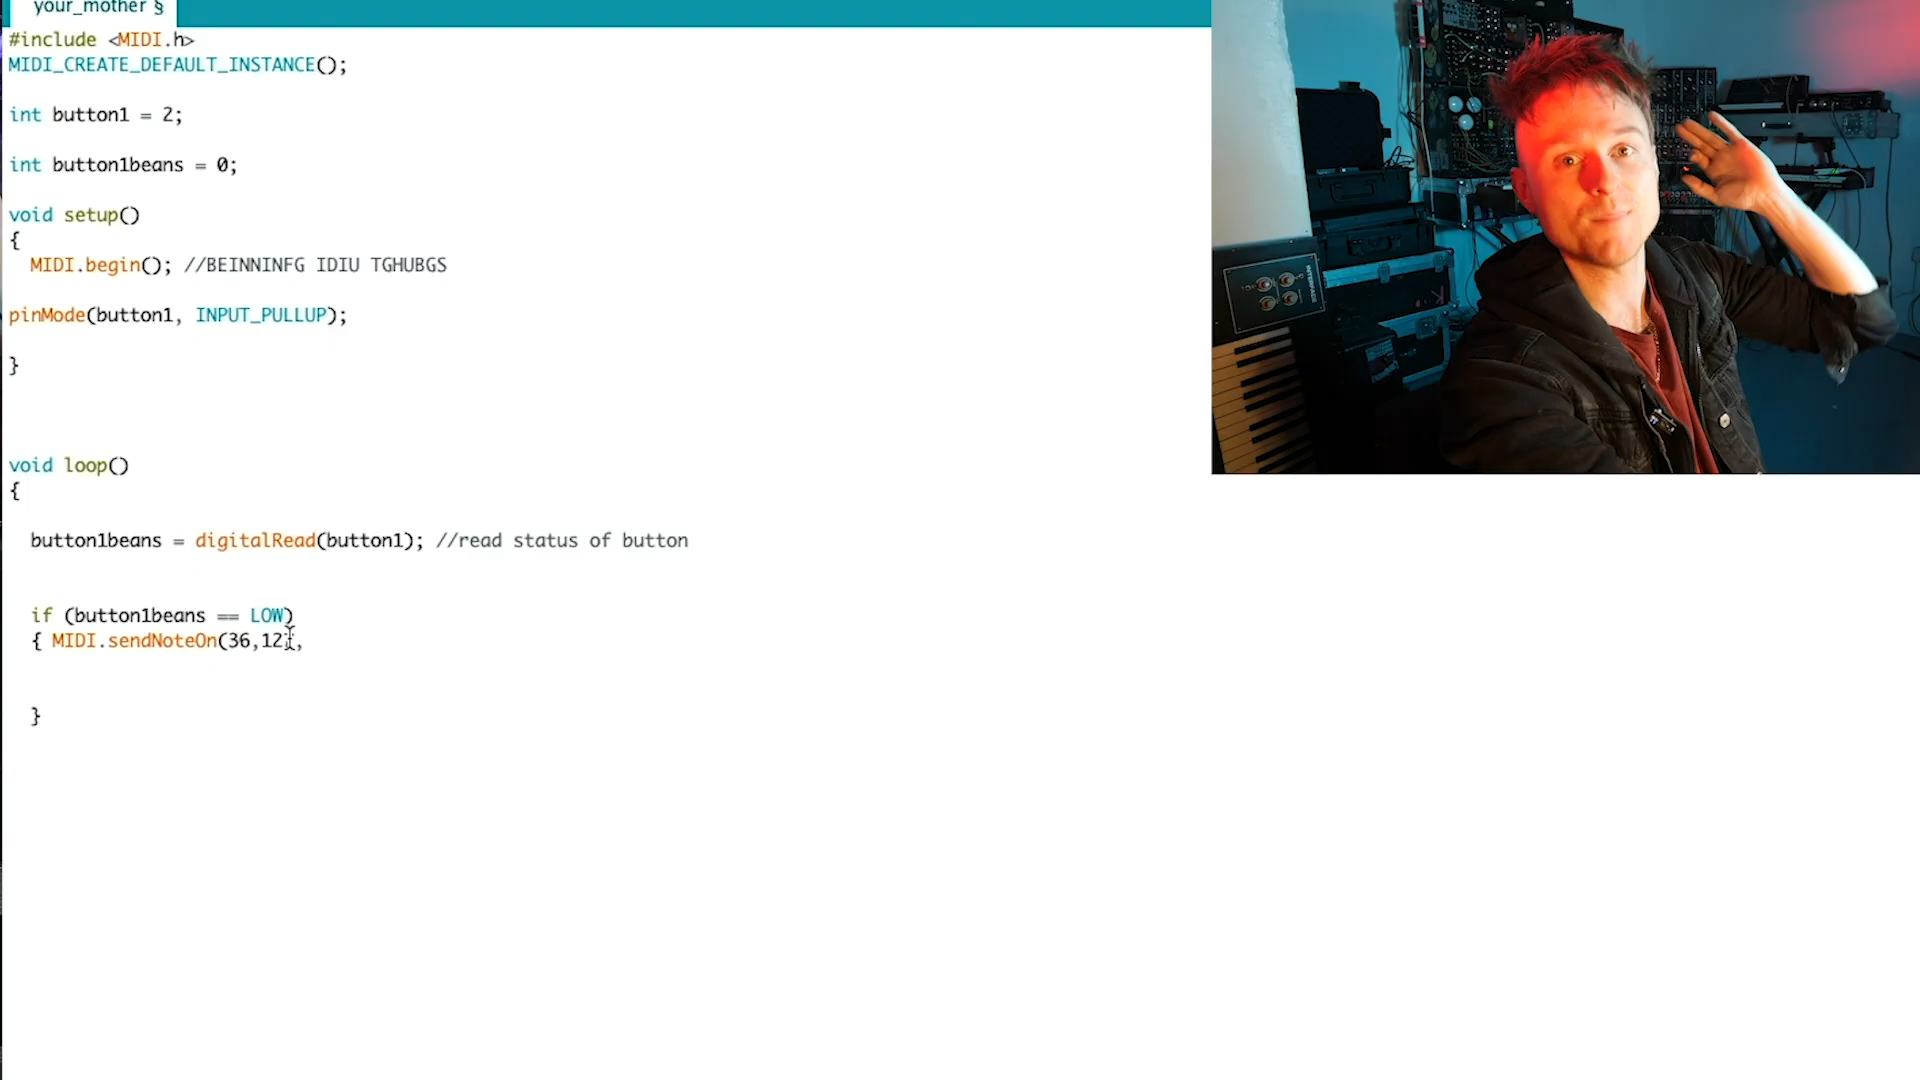 your_mother §
#include <MIDI.h>
MIDI_CREATE_DEFAULT_INSTANCE();
int button1 = 2;
int button1beans = 0;
void setup()
{
MIDI.begin(); //BEINNINFG IDIU TGHUBGS
pinMode(button1, INPUT_PULLUP);
}
void loop()
{
button1beans = digitalRead(button1); //read status of button
if (button1beans == LOW)
{ MIDI.sendNoteOn(36,12
}
INTERFACE